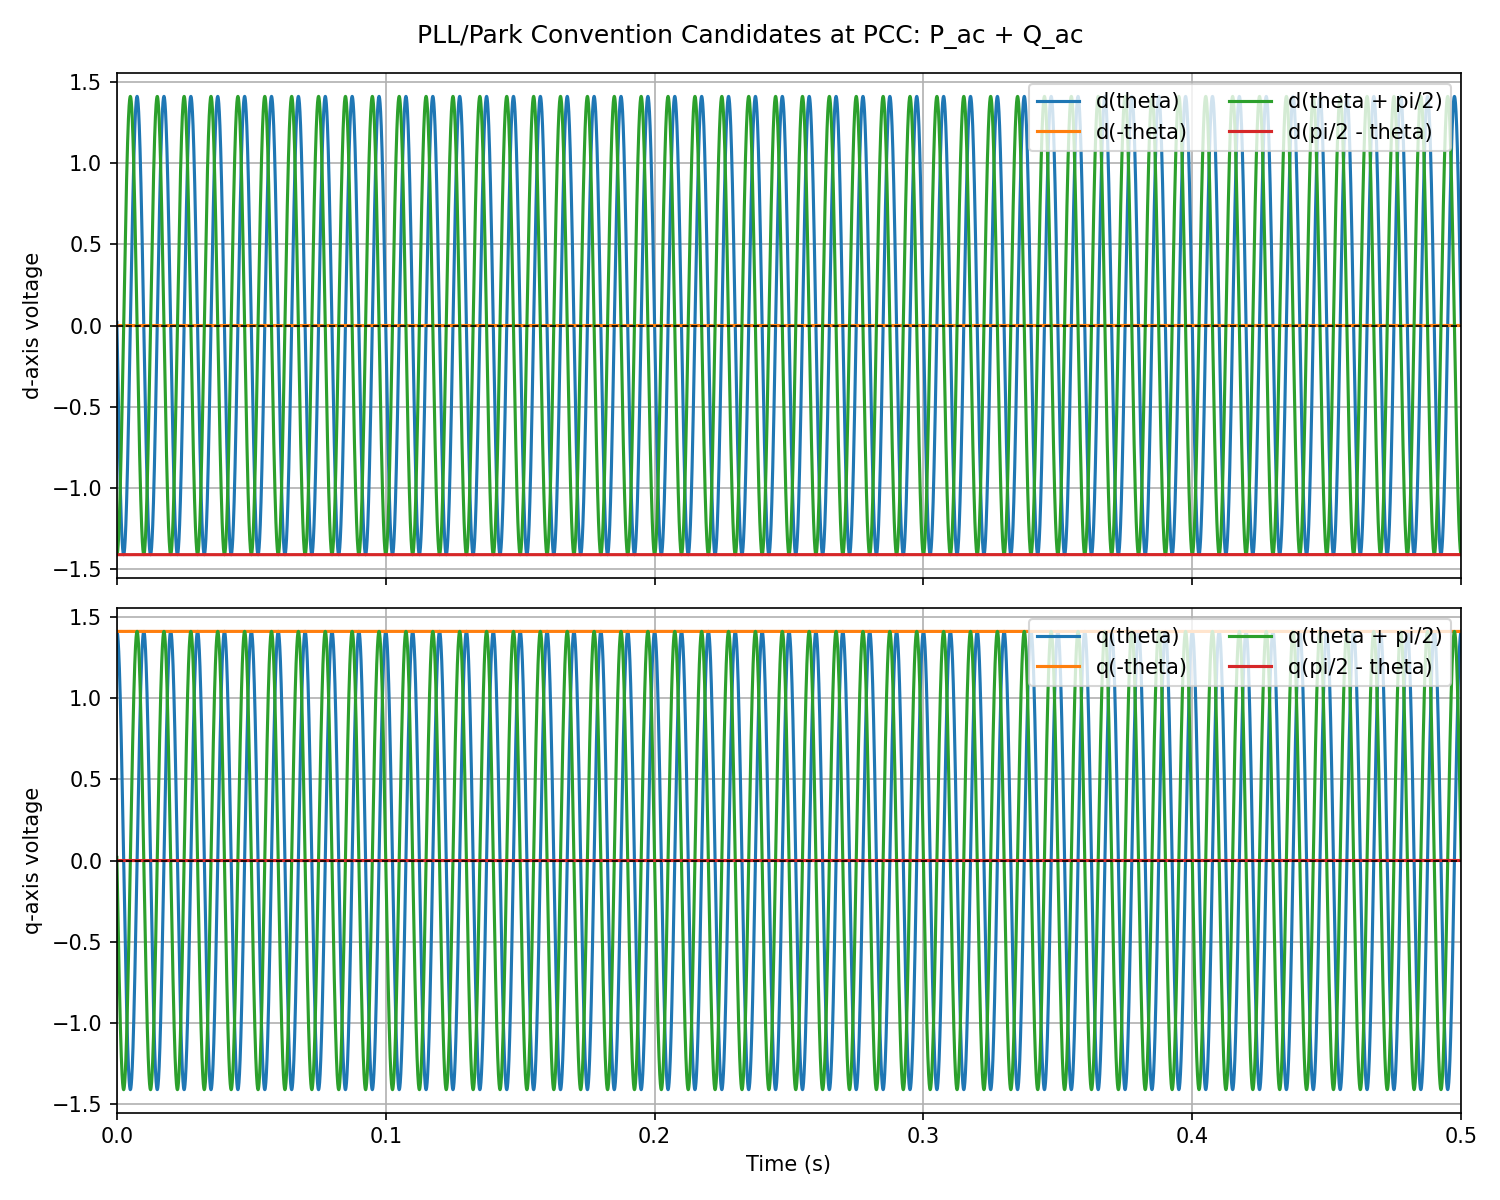 PLL/Park Convention Candidates at PCC: P_ac + Q_ac
1.5
1.0
0.5
0.0
−0.5
−1.0
−1.5
d-axis voltage
d(theta)
d(-theta)
d(theta + pi/2)
d(pi/2 - theta)
1.5
1.0
0.5
0.0
−0.5
−1.0
−1.5
q-axis voltage
q(theta)
q(-theta)
q(theta + pi/2)
q(pi/2 - theta)
0.0 0.1 0.2 0.3 0.4 0.5
Time (s)